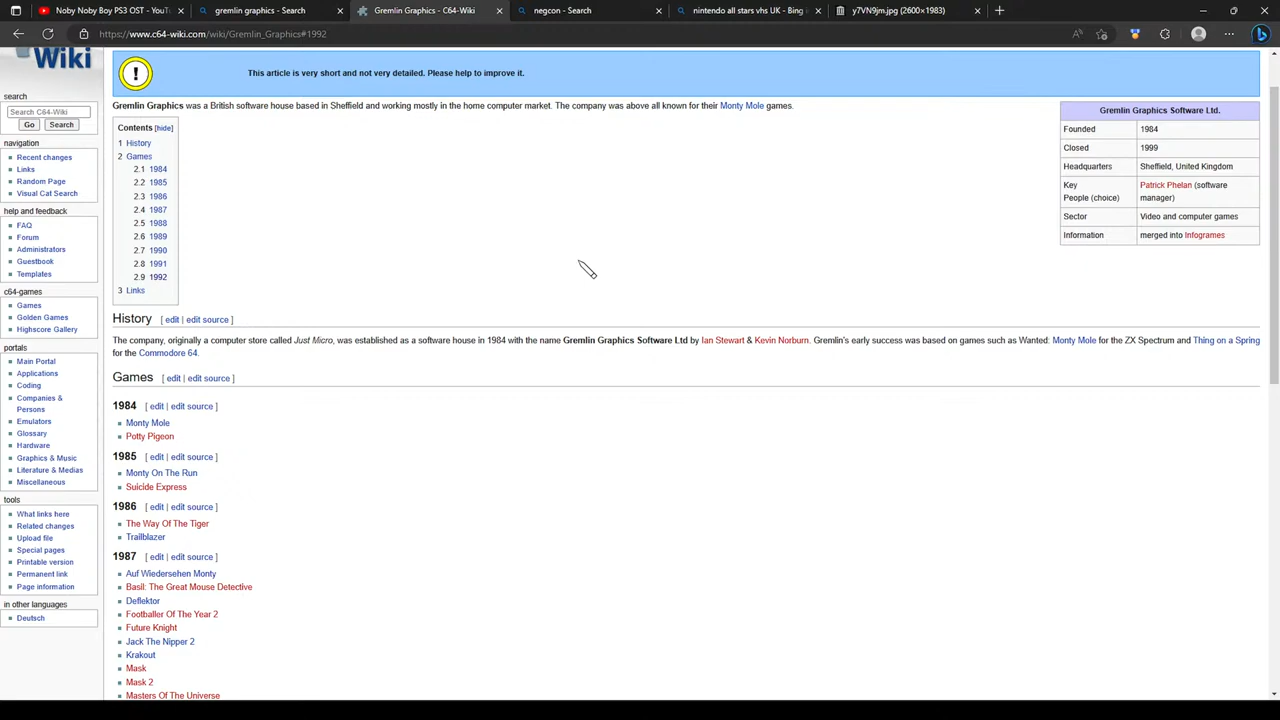 Noby Noby Boy PS3 OST - YouT
gremlin graphics - Search
Gremlin Graphics - C64-Wiki
negcon - Search
nintendo all stars vhs UK - Bing i
y7VN9jm.jpg (2600×1983)
https://www.c64-wiki.com/wiki/Gremlin_Graphics#1992
Wiki
search
Search C64-Wiki
Go Search
navigation
Recent changes
Links
Random Page
Visual Cat Search
help and feedback
FAQ
Forum
Administrators
Guestbook
Templates
c64-games
Games
Golden Games
Highscore Gallery
portals
Main Portal
Applications
Coding
Companies &
Persons
Emulators
Glossary
Hardware
Graphics & Music
Literature & Medias
Miscellaneous
tools
What links here
Related changes
Upload file
Special pages
Printable version
Permanent link
Page information
in other languages
Deutsch
!
This article is very short and not very detailed. Please help to improve it.
Gremlin Graphics was a British software house based in Sheffield and working mostly in the home computer market. The company was above all known for their Monty Mole games.
Gremlin Graphics Software Ltd.
Founded 1984
Closed 1999
Headquarters Sheffield, United Kingdom
Key Patrick Phelan (software
People (choice) manager)
Sector Video and computer games
Information merged into Infogrames
Contents [hide]
1 History
2 Games
2.1 1984
2.2 1985
2.3 1986
2.4 1987
2.5 1988
2.6 1989
2.7 1990
2.8 1991
2.9 1992
3 Links
History [ edit | edit source ]
The company, originally a computer store called Just Micro, was established as a software house in 1984 with the name Gremlin Graphics Software Ltd by Ian Stewart & Kevin Norburn. Gremlin's early success was based on games such as Wanted: Monty Mole for the ZX Spectrum and Thing on a Spring
for the Commodore 64.
Games [ edit | edit source ]
1984 [ edit | edit source ]
Monty Mole
Potty Pigeon
1985 [ edit | edit source ]
Monty On The Run
Suicide Express
1986 [ edit | edit source ]
The Way Of The Tiger
Trailblazer
1987 [ edit | edit source ]
Auf Wiedersehen Monty
Basil: The Great Mouse Detective
Deflektor
Footballer Of The Year 2
Future Knight
Jack The Nipper 2
Krakout
Mask
Mask 2
Masters Of The Universe